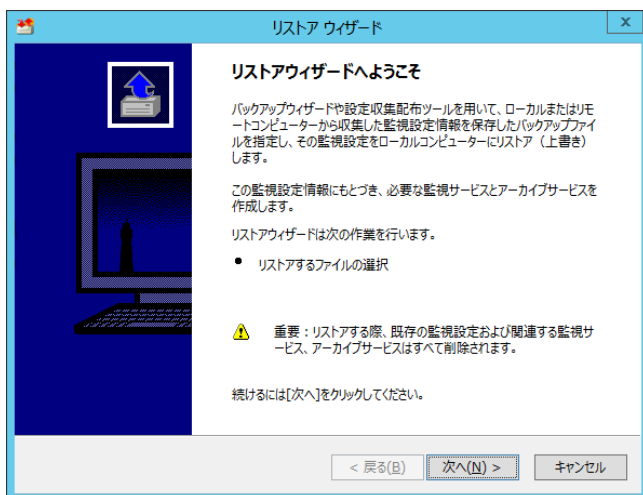 リストア ウィザード
x
リストアウィザードへようこそ
バックアップウィザードや設定収集配布ツールを用いて、ローカルまたはリモ
ートコンピューターから収集した監視設定情報を保存したバックアップファイ
ルを指定し、その監視設定をローカルコンピューターにリストア（上書き）
します。
この監視設定情報にもとづき、必要な監視サービスとアーカイブサービスを
作成します。
リストアウィザードは次の作業を行います。
● リストアするファイルの選択
重要：リストアする際、既存の監視設定および関連する監視サ
ービス、アーカイブサービスはすべて削除されます。
続けるには[次へ]をクリックしてください。
< 戻る(B) 次へ(N) > キャンセル